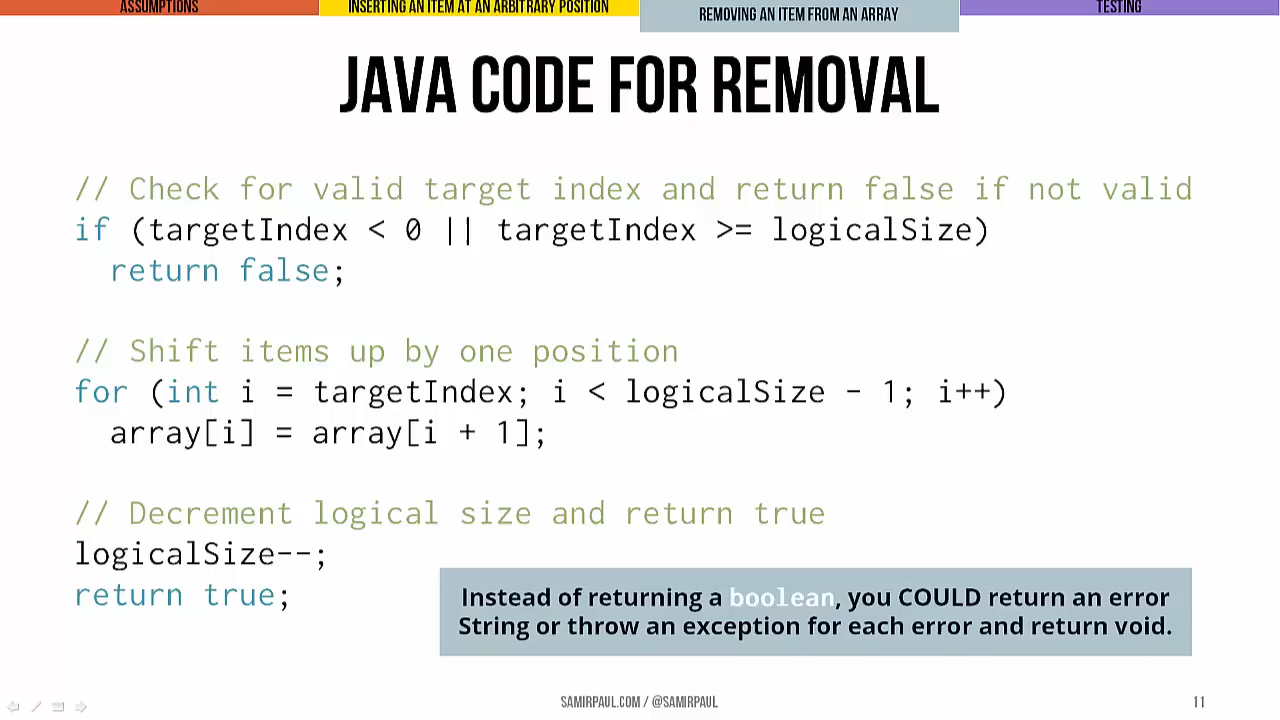 ASSUMPTIONS
INSERTING AN ITEM AT AN ARBITRARY POSITION
REMOVING AN ITEM FROM AN ARRAY
TESTING
JAVA CODE FOR REMOVAL
// Check for valid target index and return false if not valid
if (targetIndex < 0 || targetIndex >= logicalSize)
  return false;
// Shift items up by one position
for (int i = targetIndex; i < logicalSize - 1; i++)
  array[i] = array[i + 1];
// Decrement logical size and return true
logicalSize--;
return true;
Instead of returning a boolean, you COULD return an error
String or throw an exception for each error and return void.
SAMIRPAUL.COM / @SAMIRPAUL
11